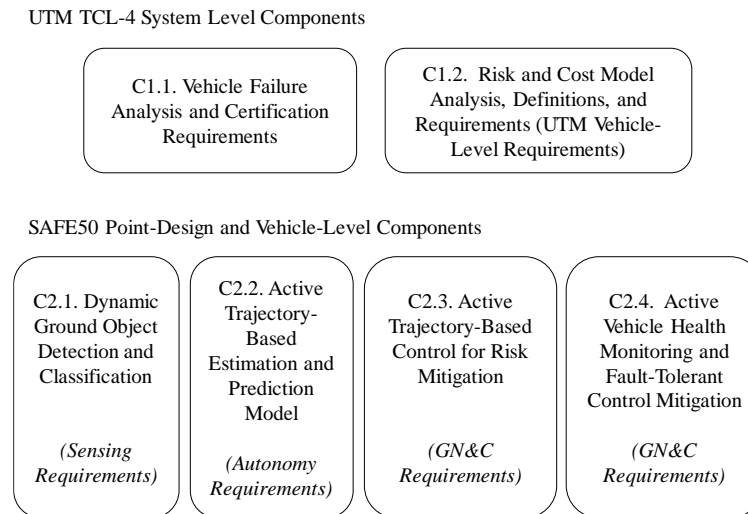 UTM TCL-4 System Level Components
C1.1. Vehicle Failure
Analysis and Certification
Requirements
C1.2. Risk and Cost Model
Analysis, Definitions, and
Requirements (UTM Vehicle-
Level Requirements)
SAFE50 Point-Design and Vehicle-Level Components
C2.1. Dynamic
Ground Object
Detection and
Classification
(Sensing
Requirements)
C2.2. Active
Trajectory-
Based
Estimation and
Prediction
Model
(Autonomy
Requirements)
C2.3. Active
Trajectory-Based
Control for Risk
Mitigation
(GN&C
Requirements)
C2.4. Active
Vehicle Health
Monitoring and
Fault-Tolerant
Control Mitigation
(GN&C
Requirements)